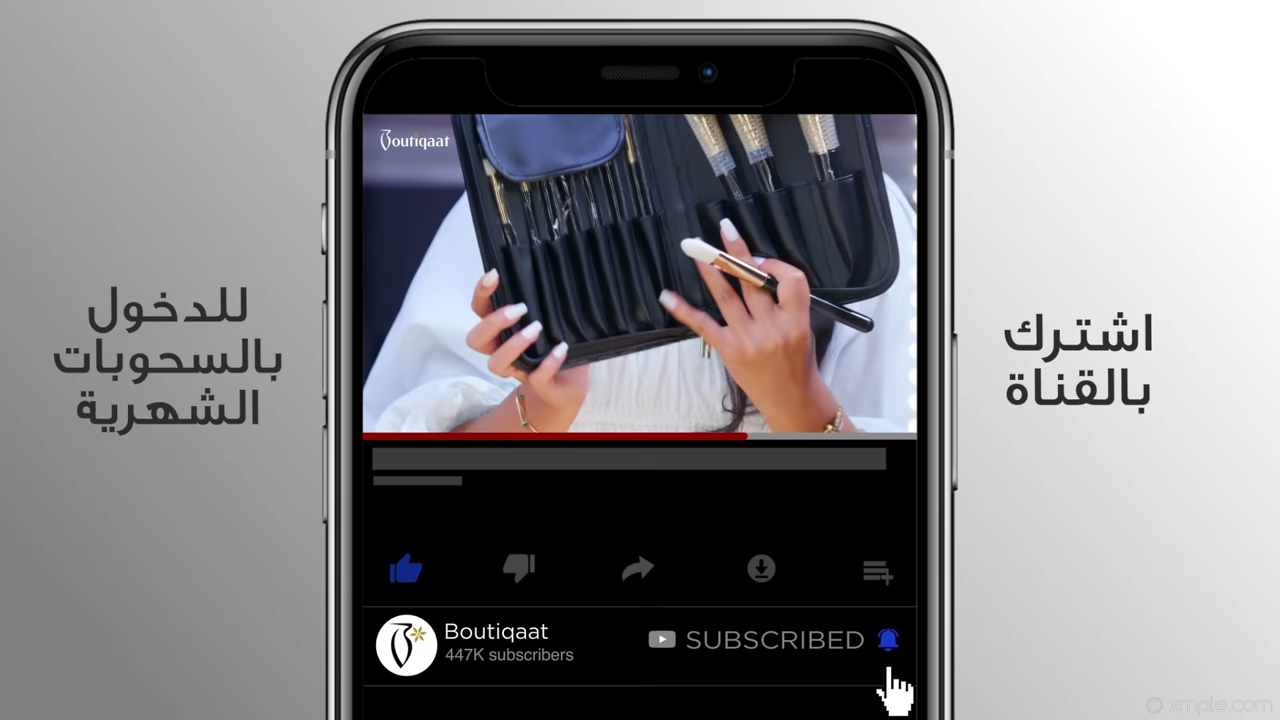 اشترك
بالقناة
للدخول
بالسحوبات
الشهرية
Boutiqaat
Boutiqaat
447K subscribers
SUBSCRIBED
xmple.com